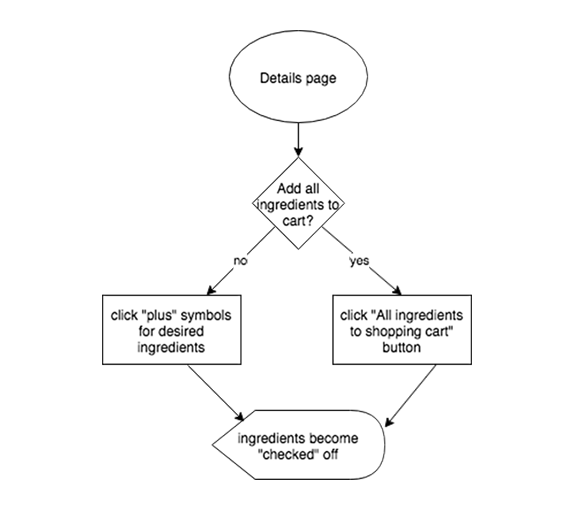 Details page
Add all
ingredients to
cart?
no
yes
click "plus" symbols
for desired
ingredients
click "All ingredients
to shopping cart"
button
ingredients become
"checked" off